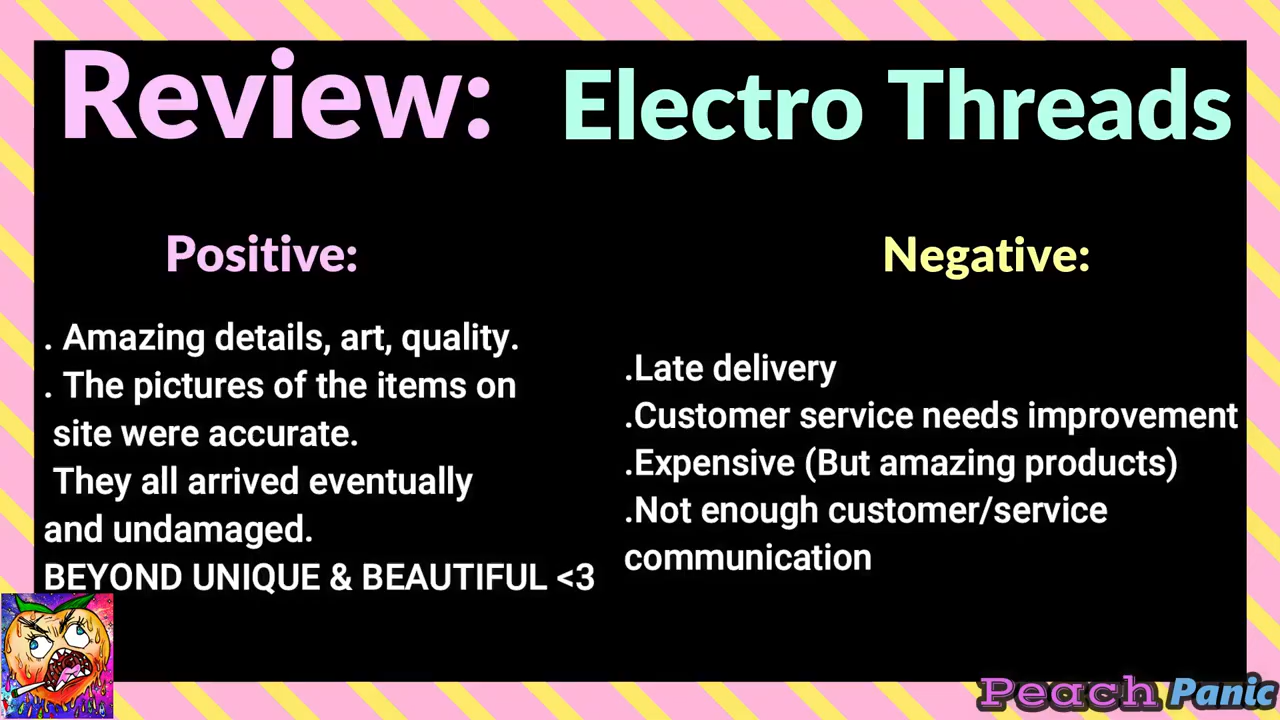 Review: Electro Threads
Positive:
. Amazing details, art, quality.
. The pictures of the items on
site were accurate.
They all arrived eventually
and undamaged.
BEYOND UNIQUE & BEAUTIFUL <3
Negative:
.Late delivery
.Customer service needs improvement
.Expensive (But amazing products)
.Not enough customer/service
communication
Peach Panic